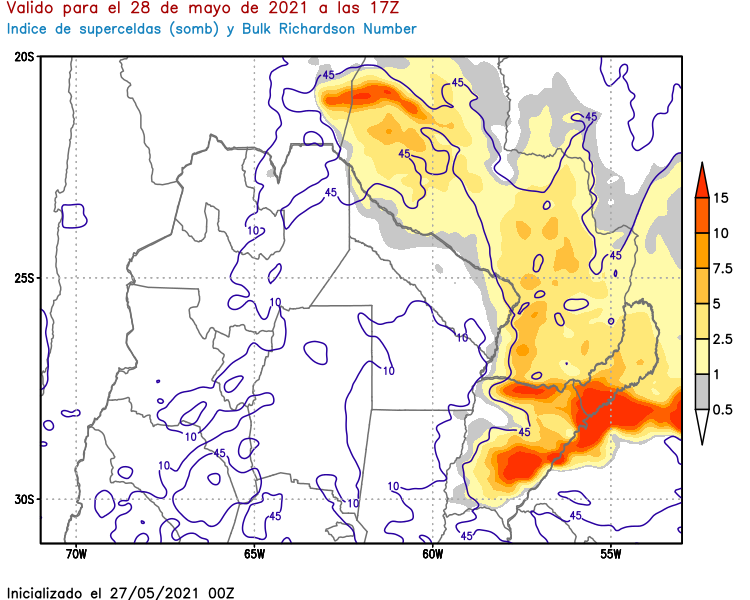 Valido para el 28 de mayo de 2021 a las 17Z
Indice de superceldas (somb) y Bulk Richardson Number
20S
25S
30S
70W
65W
60W
55W
45
45
45
45
45
10
45
10
10
10
45
10
45
10
10
10
45
45
45
15
10
7.5
5
2.5
1
0.5
Inicializado el 27/05/2021 00Z